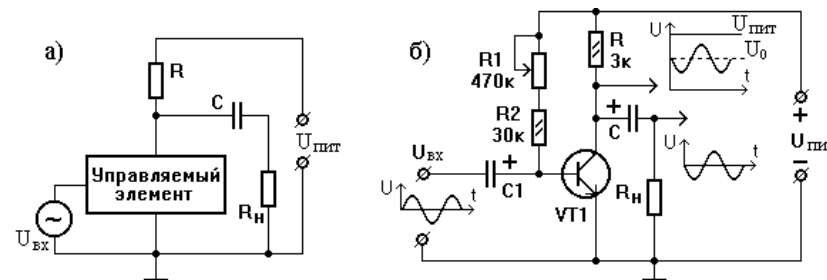 а)
R
C
Uпит
Управляемый
элемент
Rн
~
Uвх
б)
R1
470к
R
3к
U
Uпит
U0
t
R2
30к
+
C
+
Uпи
-
Uвх
+
C1
U
t
VT1
Rн
U
t